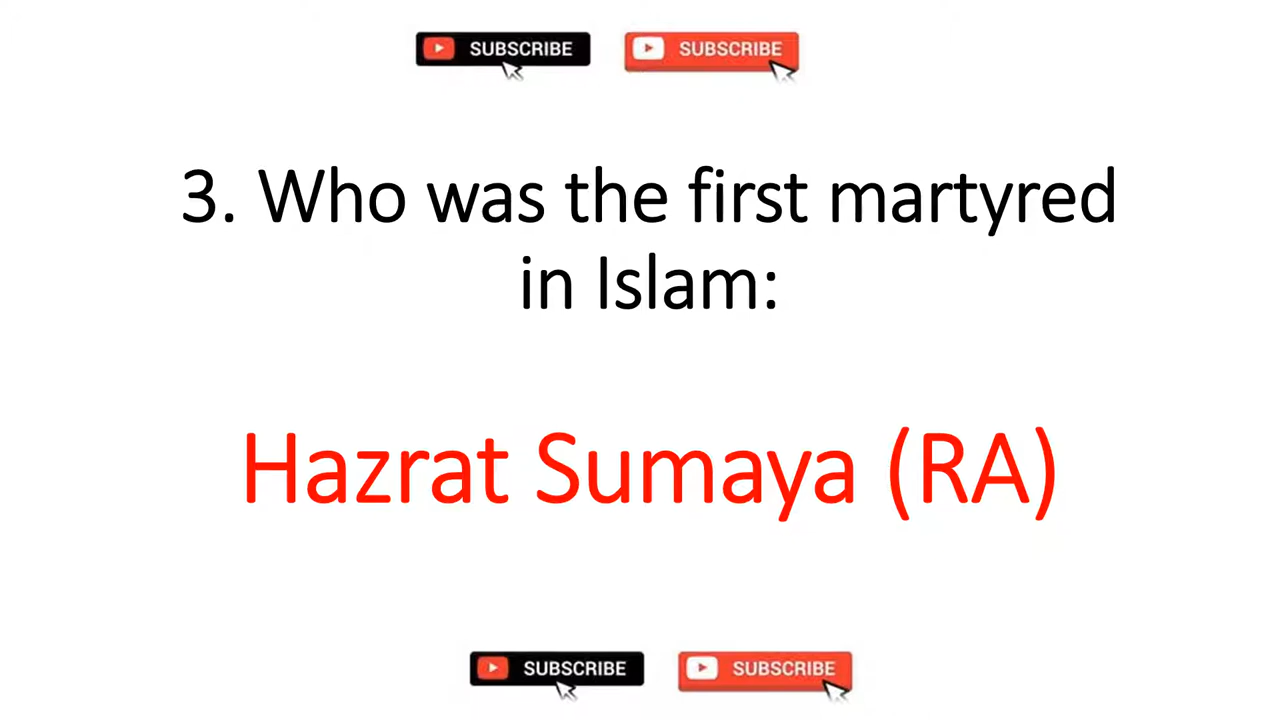 SUBSCRIBE SUBSCRIBE
3. Who was the first martyred
in Islam:
Hazrat Sumaya (RA)
SUBSCRIBE SUBSCRIBE